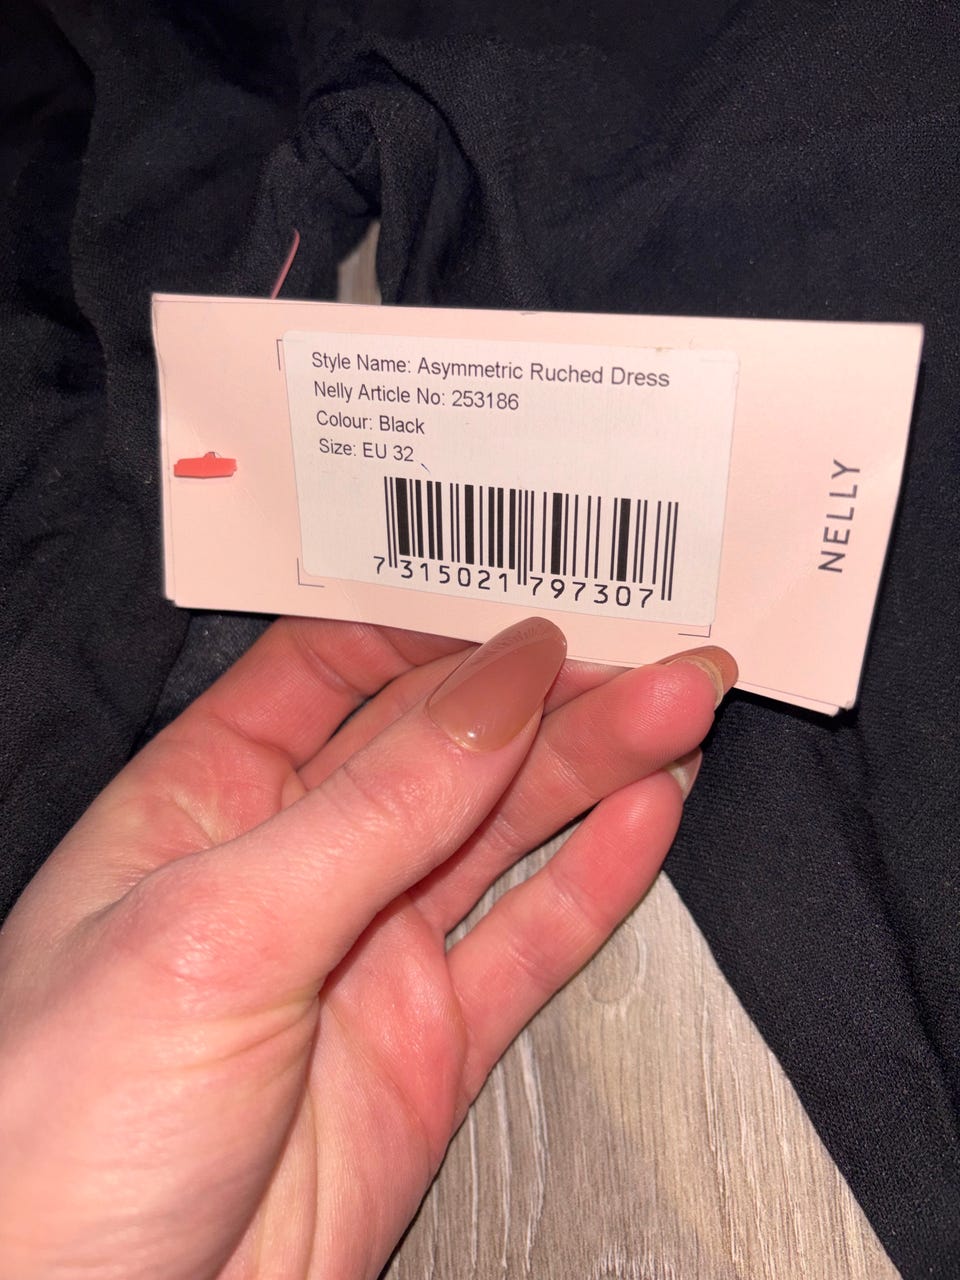 Style Name: Asymmetric Ruched Dress
Nelly Article No: 253186
Colour: Black
Size: EU 32
7 315021 797307
NELLY